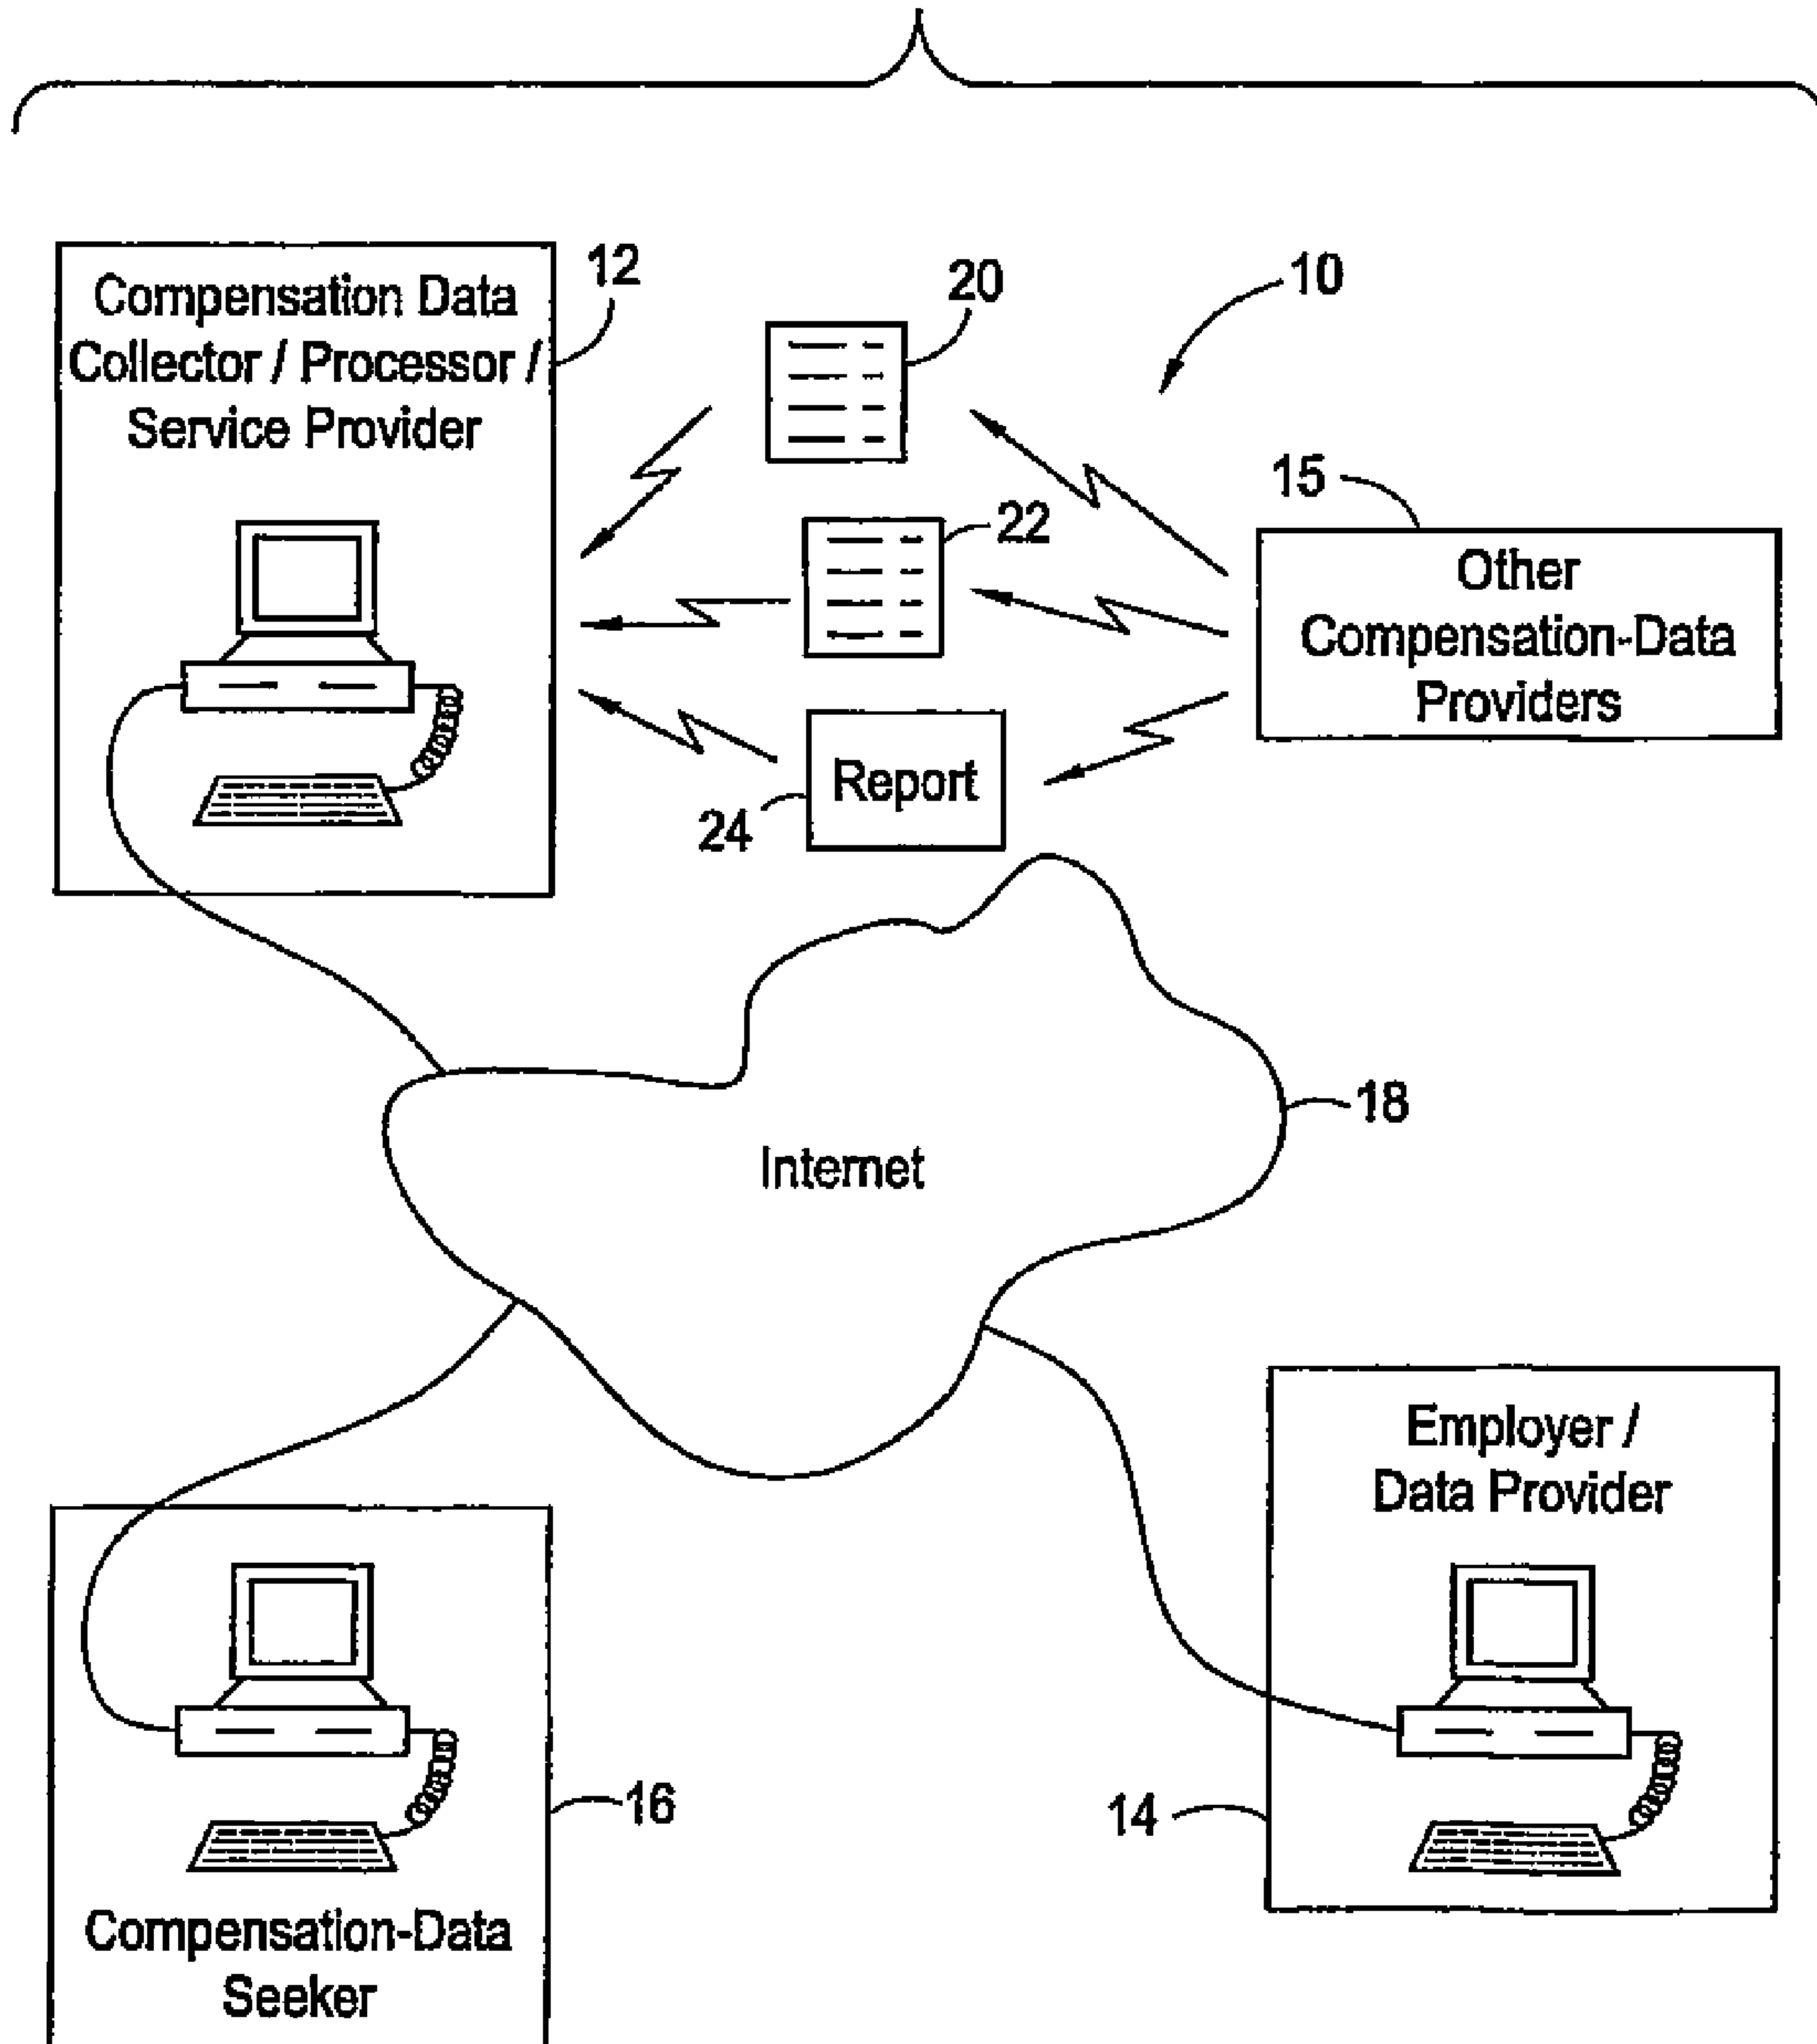 Compensation Data
Collector / Processor /
Service Provider
12
20
10
22
15
Other
Compensation-Data
Providers
Report
24
Internet
18
Employer /
Data Provider
14
16
Compensation-Data
Seeker